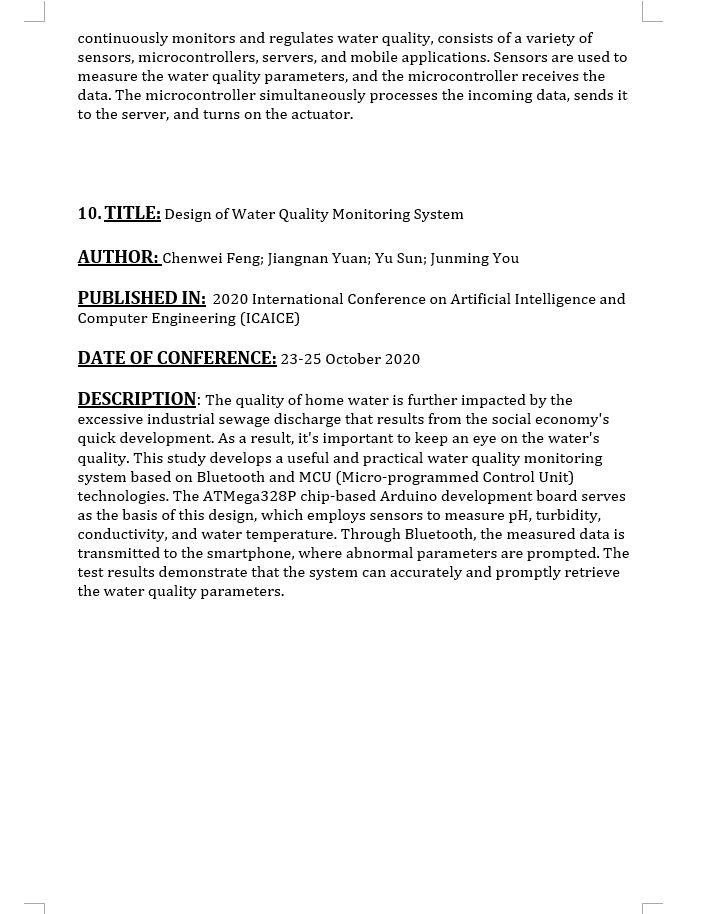 continuously monitors and regulates water quality, consists of a variety of
sensors, microcontrollers, servers, and mobile applications. Sensors are used to
measure the water quality parameters, and the microcontroller receives the
data. The microcontroller simultaneously processes the incoming data, sends it
to the server, and turns on the actuator.
10. TITLE: Design of Water Quality Monitoring System
AUTHOR: Chenwei Feng; Jiangnan Yuan; Yu Sun; Junming You
PUBLISHED IN: 2020 International Conference on Artificial Intelligence and
Computer Engineering (ICAICE)
DATE OF CONFERENCE: 23-25 October 2020
DESCRIPTION: The quality of home water is further impacted by the
excessive industrial sewage discharge that results from the social economy's
quick development. As a result, it's important to keep an eye on the water's
quality. This study develops a useful and practical water quality monitoring
system based on Bluetooth and MCU (Micro-programmed Control Unit)
technologies. The ATMega328P chip-based Arduino development board serves
as the basis of this design, which employs sensors to measure pH, turbidity,
conductivity, and water temperature. Through Bluetooth, the measured data is
transmitted to the smartphone, where abnormal parameters are prompted. The
test results demonstrate that the system can accurately and promptly retrieve
the water quality parameters.